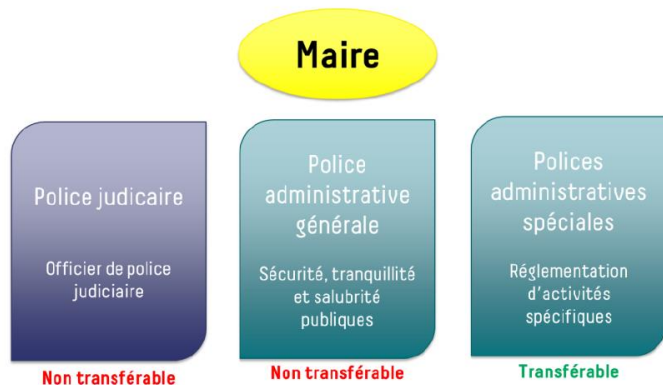 Maire
Police judicaire
Officier de police
judiciaire
Non transférable
Police
administrative
générale
Sécurité, tranquillité
et salubrité
publiques
Non transférable
Polices
administratives
spéciales
Réglementation
d'activités
spécifiques
Transférable